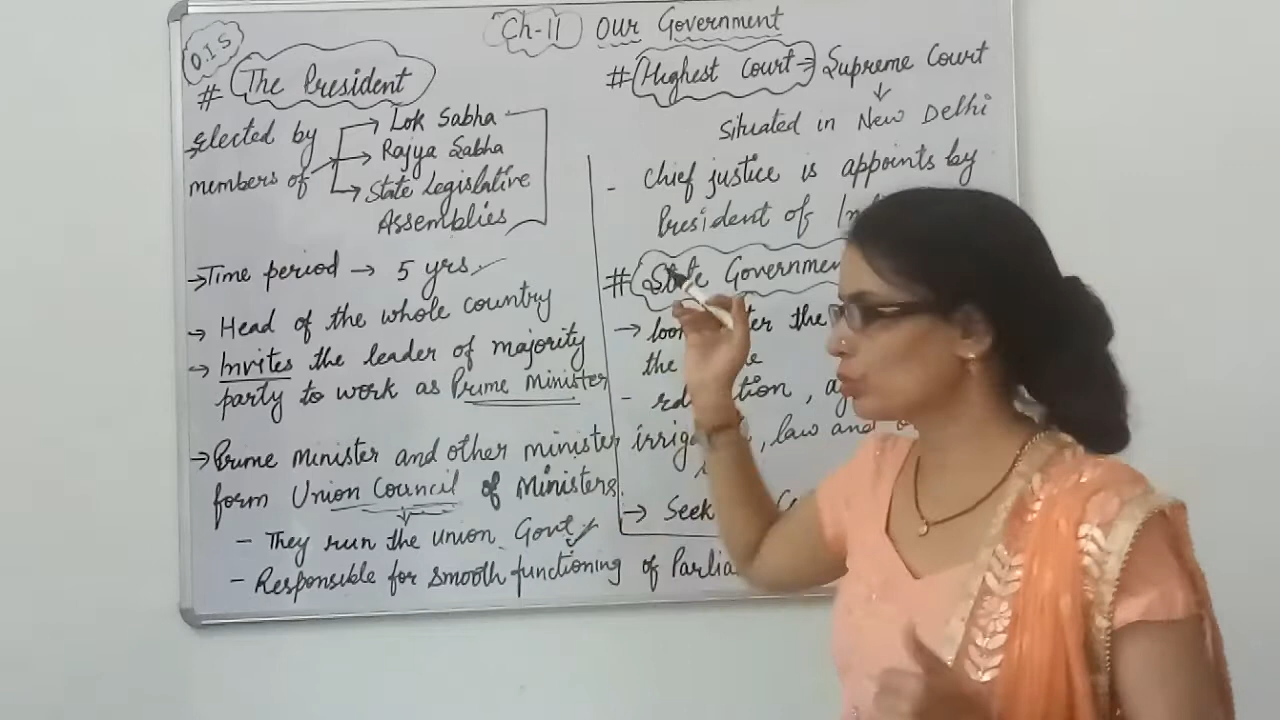 Ch-11 Our Government
O.I.S
# The President
→ Elected by
members of
→ Lok Sabha
→ Rajya Sabha
→ State Legislative
Assemblies
→ Time period → 5 yrs
→ Head of the whole country
→ Invites the leader of majority
party to work as Prime Minister
→ Prime Minister and other minister
form Union Council of Ministers
- They run the union Govt
- Responsible for smooth functioning of
# Highest Court → Supreme Court
↓
Situated in New Delhi
- Chief justice is appoints by
President of
# State
→ the
the
-
, law and
→ Seek